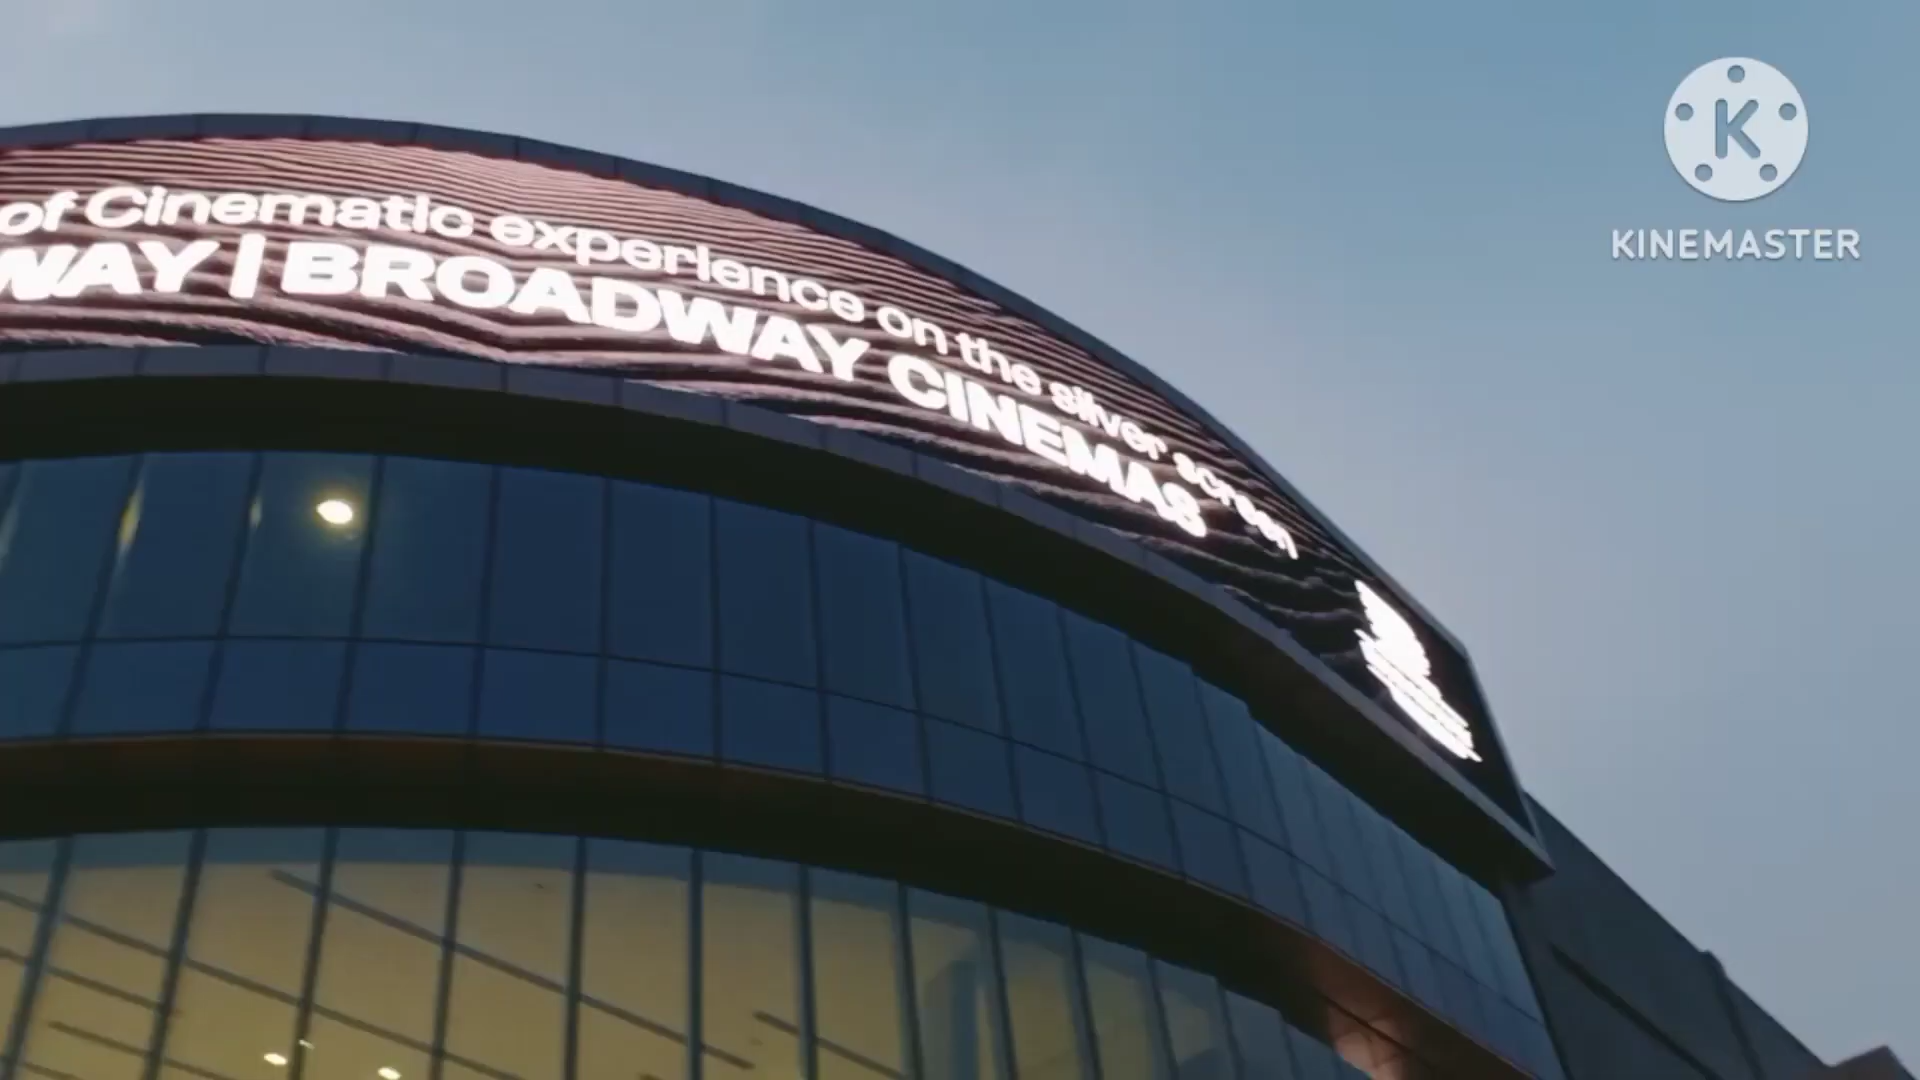 of Cinematic experience on the silver screen
WAY | BROADWAY CINEMAS
K
KINEMASTER